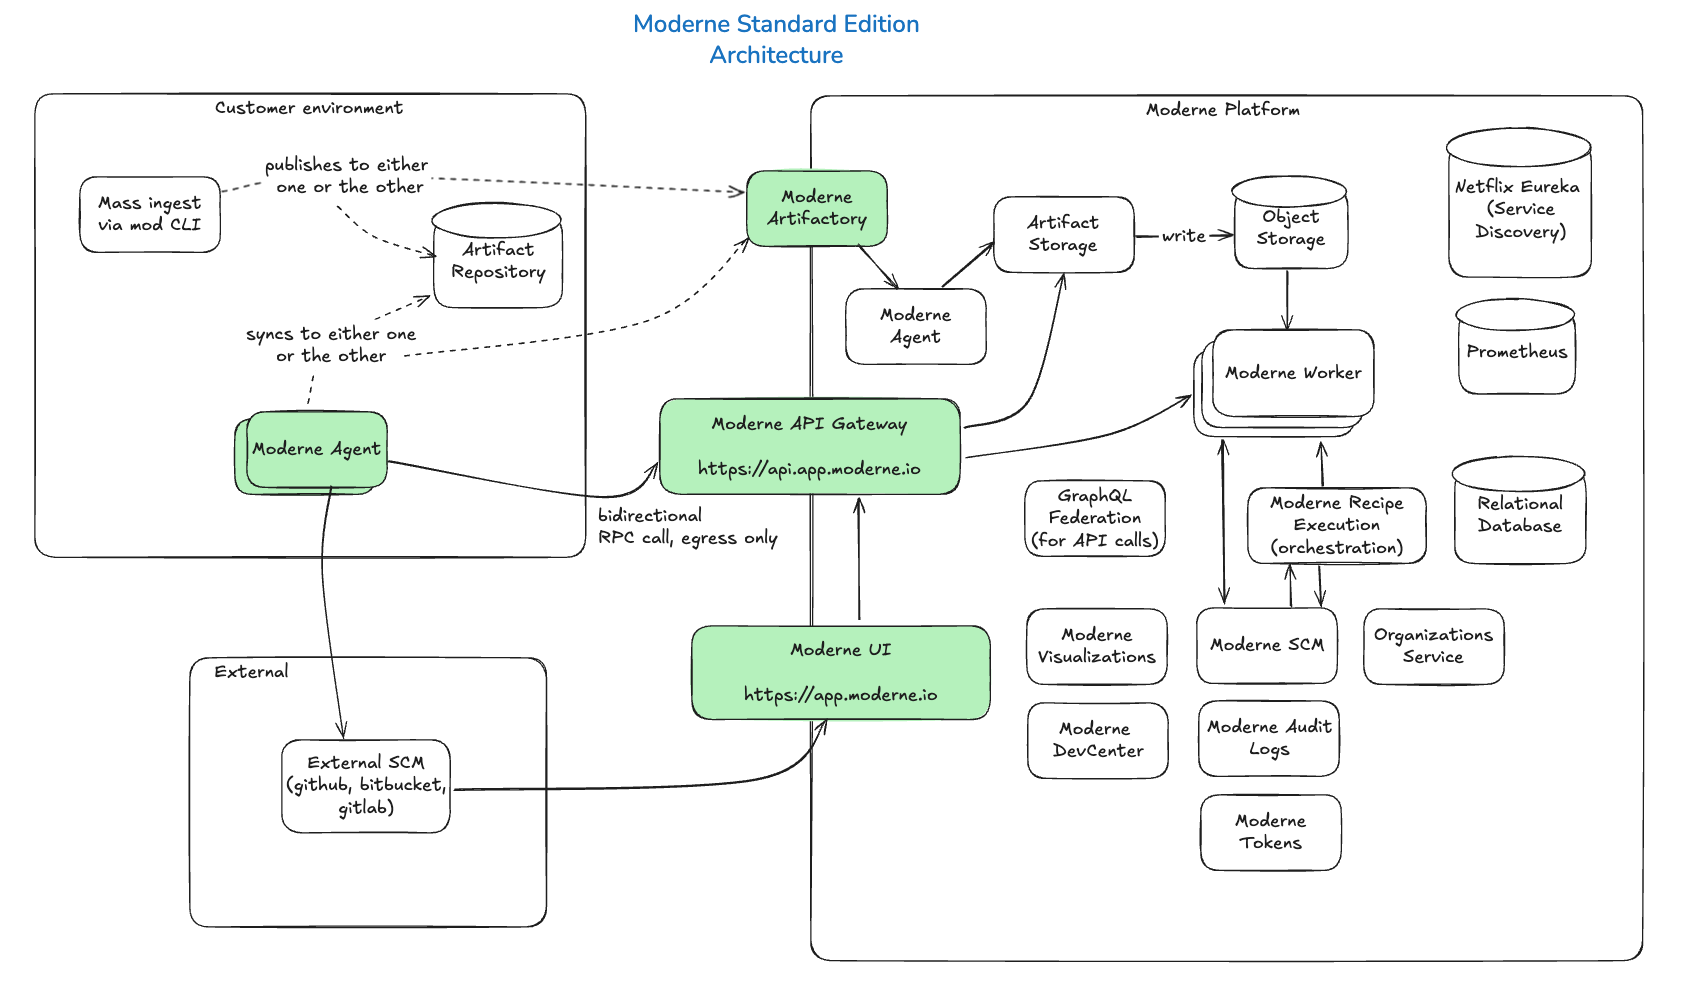 Moderne Standard Edition
Architecture
Customer environment
publishes to either
one or the other
Mass ingest
via mod CLI
Artifact
Repository
syncs to either one
or the other
Moderne Agent
bidirectional
RPC call, egress only
External
External SCM
(github, bitbucket,
gitlab)
Moderne Platform
Moderne
Artifactory
Moderne
Agent
Artifact
Storage
write
Object
Storage
Netflix Eureka
(Service
Discovery)
Prometheus
Moderne Worker
Moderne API Gateway
https://api.app.moderne.io
GraphQL
Federation
(for API calls)
Moderne Recipe
Execution
(orchestration)
Relational
Database
Moderne UI
https://app.moderne.io
Moderne
Visualizations
Moderne SCM
Organizations
Service
Moderne
DevCenter
Moderne Audit
Logs
Moderne
Tokens